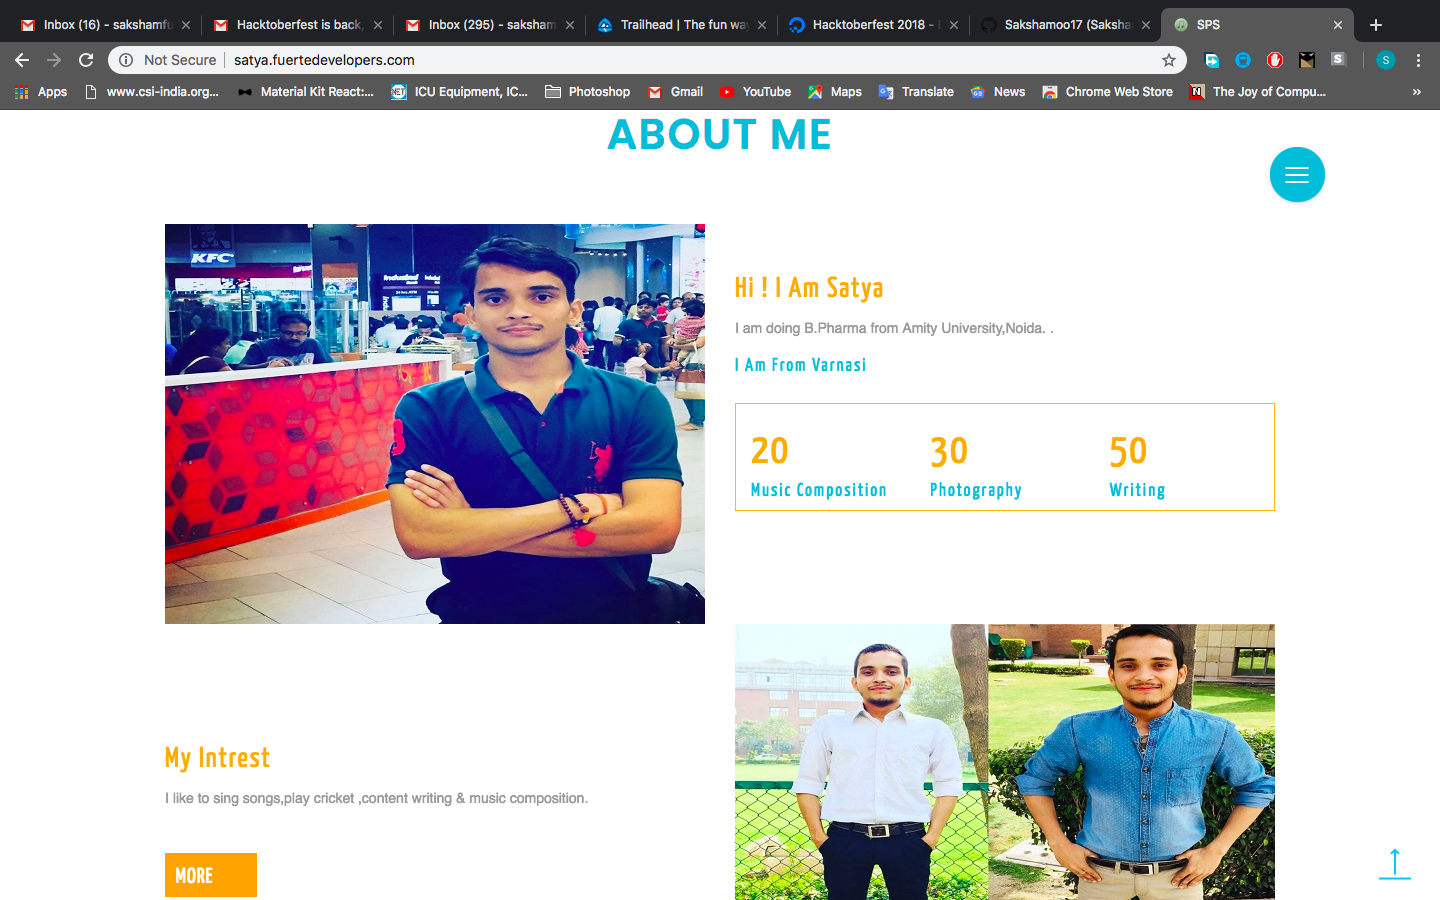 Inbox (16) - sakshamfu
Hacktoberfest is back,
Inbox (295) - saksham
Trailhead | The fun wa
Hacktoberfest 2018 -
Sakshamoo17 (Saksha
SPS
Not Secure
satya.fuertedevelopers.com
S
S
Apps
www.csi-india.org...
Material Kit React:...
ICU Equipment, IC...
Photoshop
Gmail
YouTube
Maps
Translate
News
Chrome Web Store
The Joy of Compu...
ABOUT ME
KFC
3
Hi ! I Am Satya
I am doing B.Pharma from Amity University,Noida. .
I Am From Varnasi
20
30
50
Music Composition
Photography
Writing
My Intrest
I like to sing songs,play cricket ,content writing & music composition.
MORE